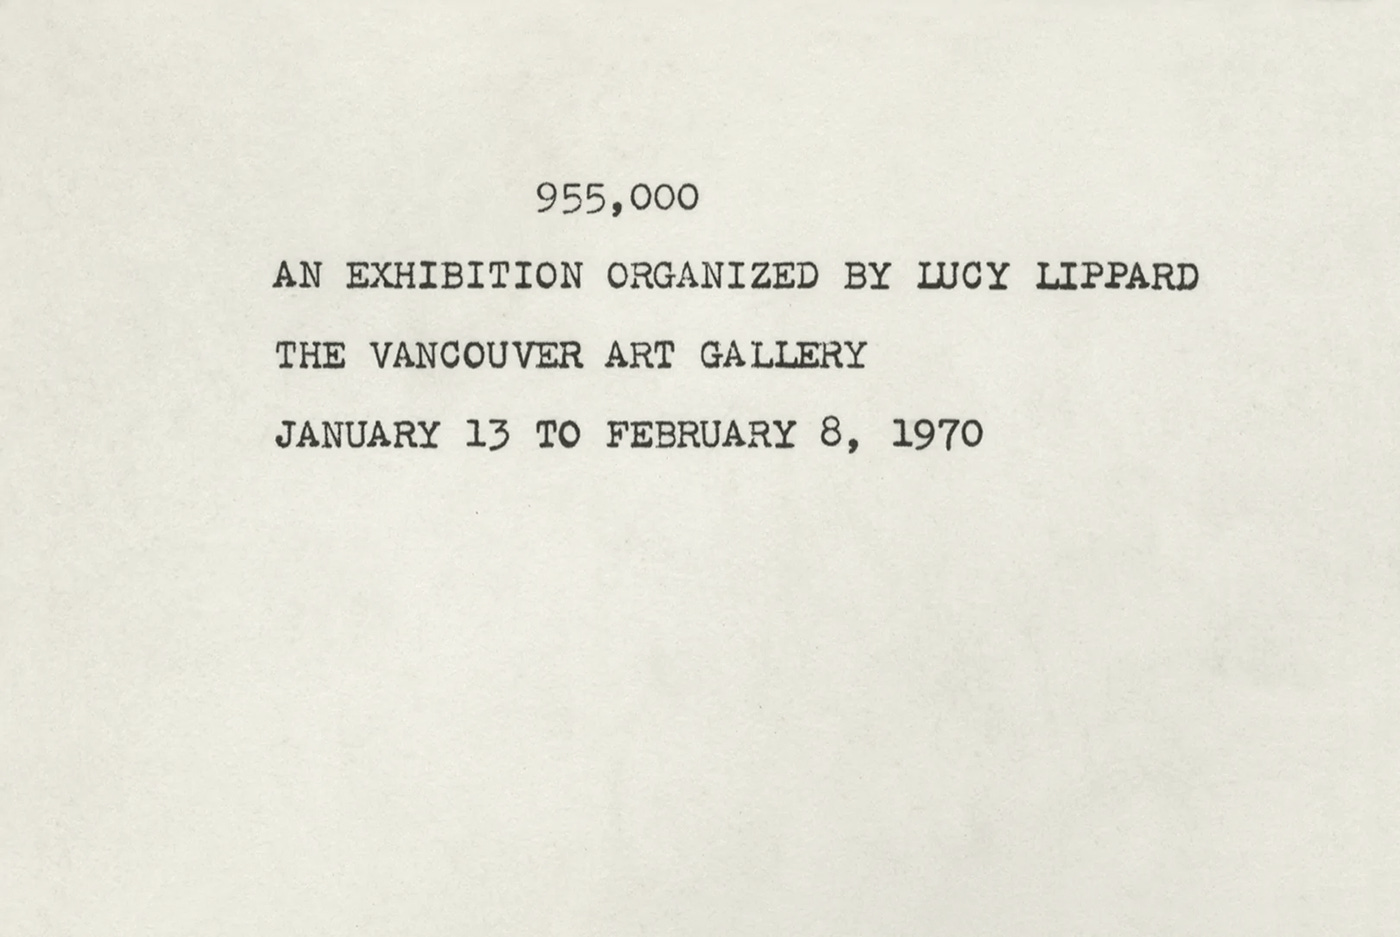 955,000
AN EXHIBITION ORGANIZED BY LUCY LIPPARD
THE VANCOUVER ART GALLERY
JANUARY 13 TO FEBRUARY 8, 1970